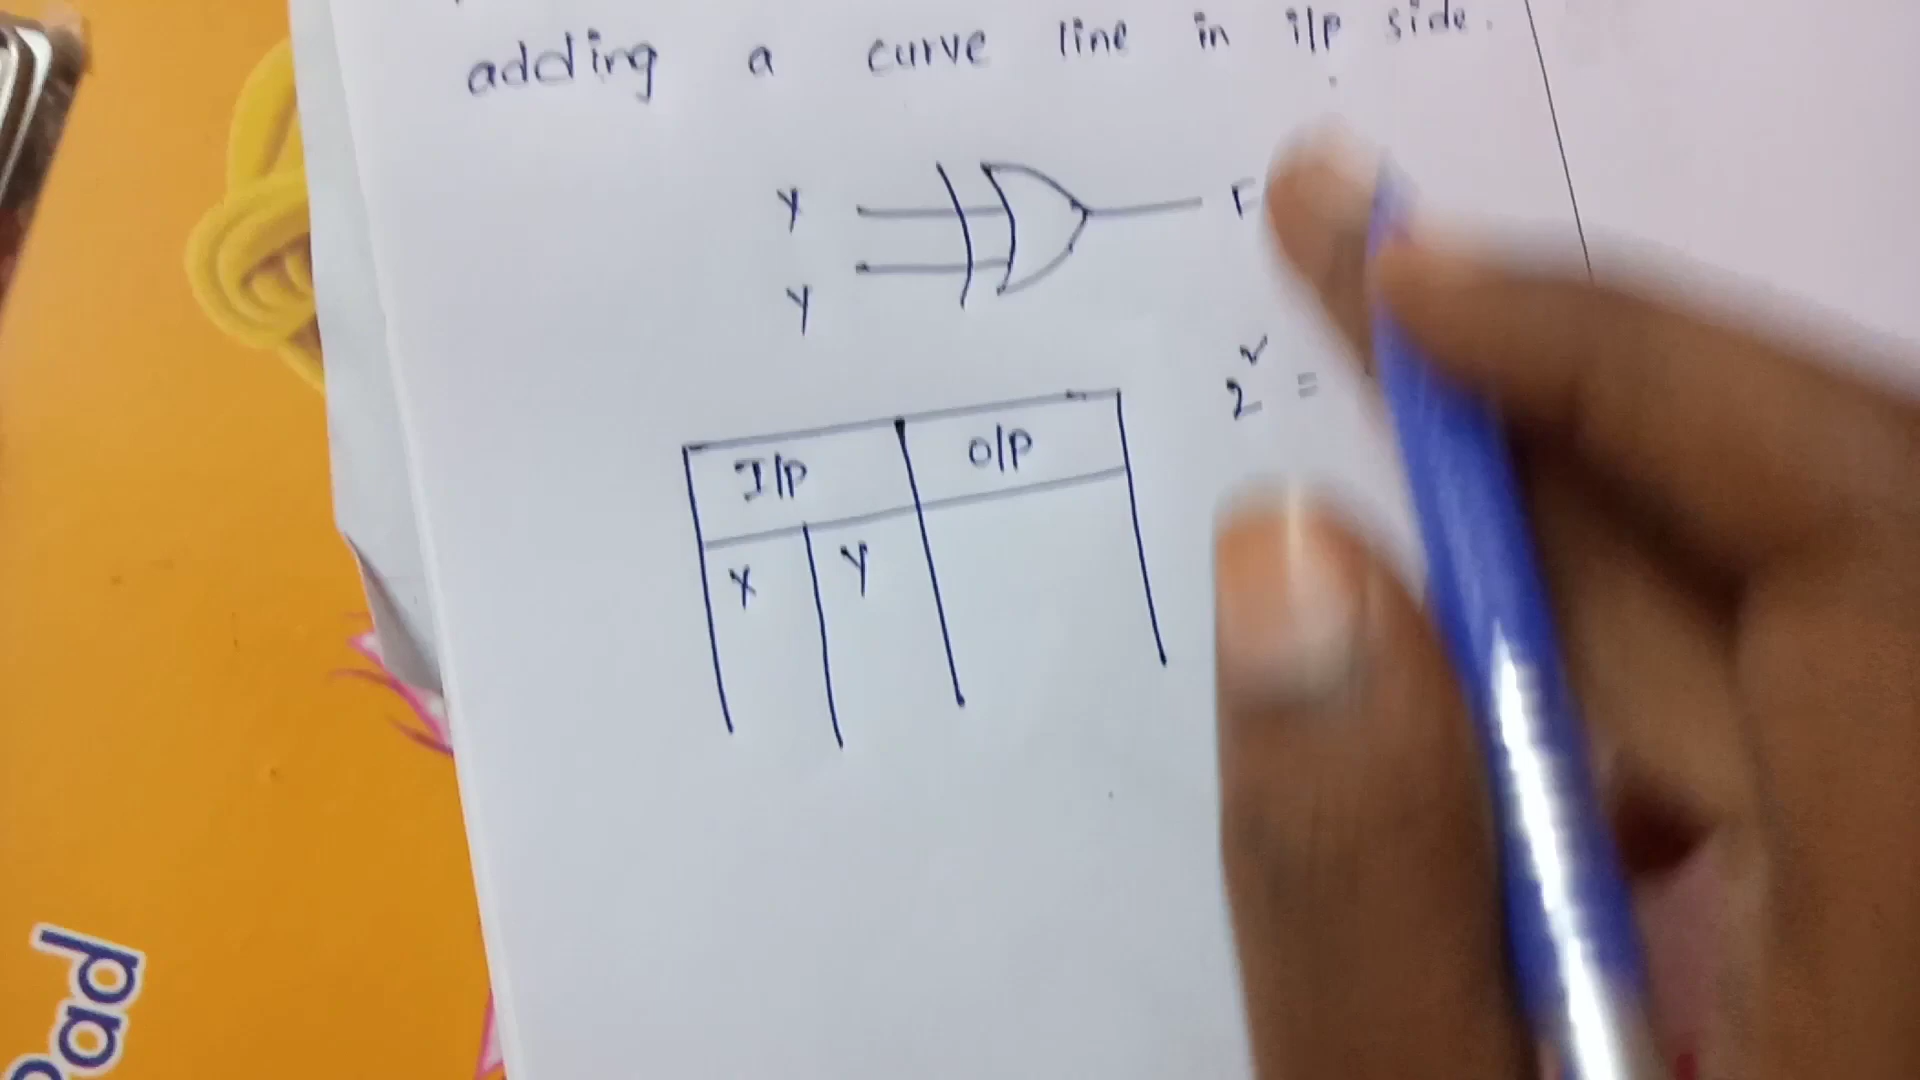 adding a curve line in i/p side.
X
F
Y
2² =
I/P O/P
X Y
Pad